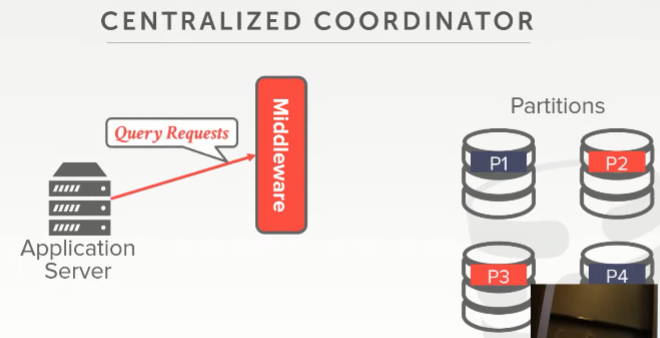 CENTRALIZED COORDINATOR
Query Requests
Middleware
Application
Server
Partitions
P1
P2
P3
P4